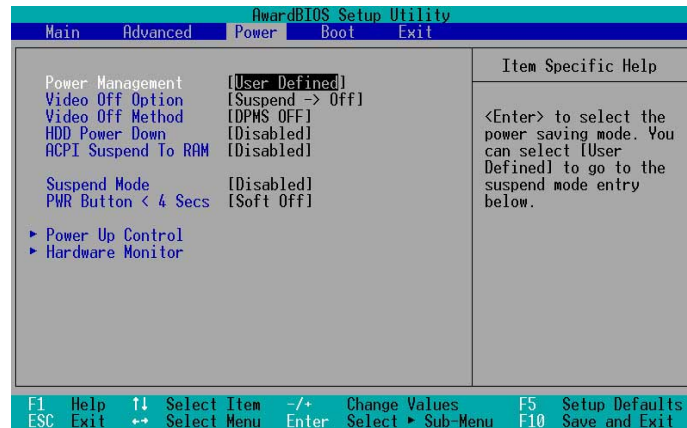 AwardBIOS Setup Utility
Main Advanced Power Boot Exit
Power Management [User Defined]
Video Off Option [Suspend -> Off]
Video Off Method [DPMS OFF]
HDD Power Down [Disabled]
ACPI Suspend To RAM [Disabled]
Suspend Mode [Disabled]
PWR Button < 4 Secs [Soft Off]
► Power Up Control
► Hardware Monitor
Item Specific Help
<Enter> to select the
power saving mode. You
can select [User
Defined] to go to the
suspend mode entry
below.
F1 Help ↑↓ Select Item -/+ Change Values F5 Setup Defaults
ESC Exit ←→ Select Menu Enter Select ► Sub-Menu F10 Save and Exit